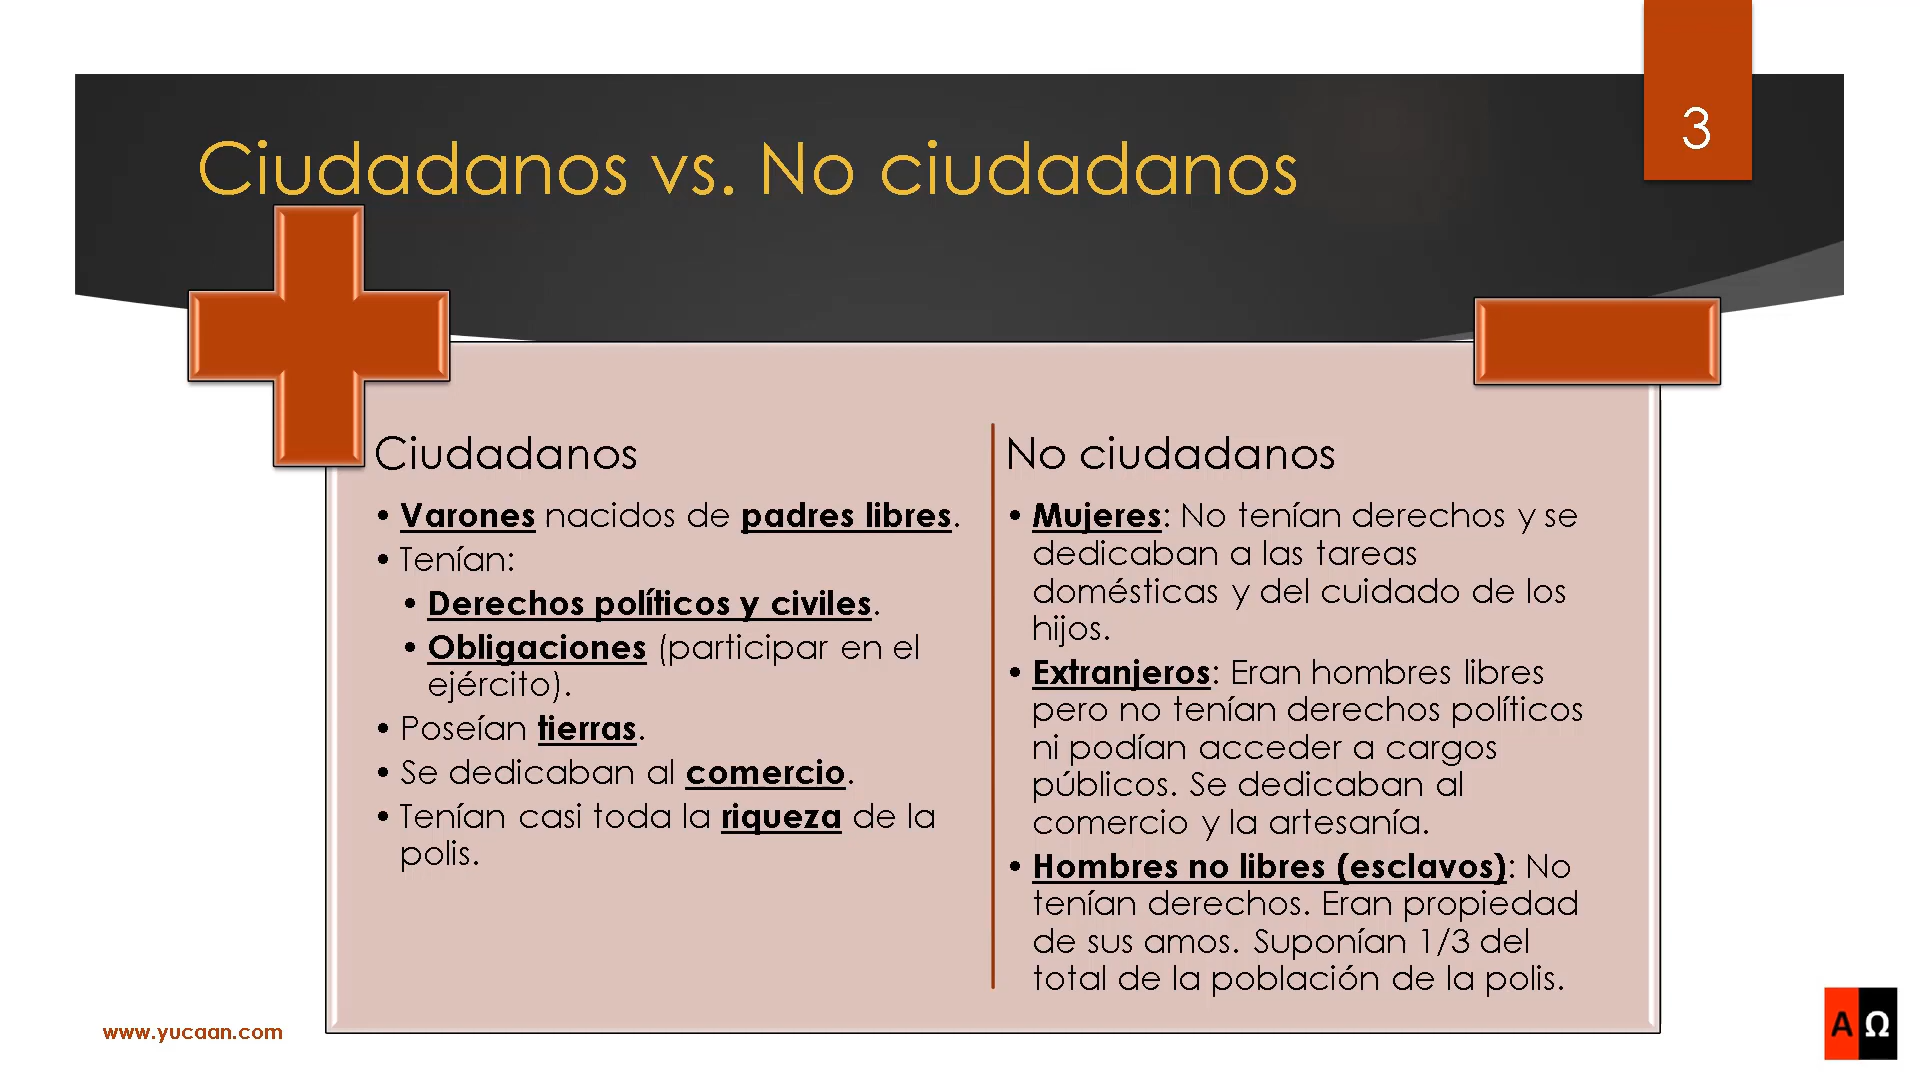 3
Ciudadanos vs. No ciudadanos
Ciudadanos
• Varones nacidos de padres libres.
• Tenían:
• Derechos políticos y civiles.
• Obligaciones (participar en el
ejército).
• Poseían tierras.
• Se dedicaban al comercio.
• Tenían casi toda la riqueza de la
polis.
No ciudadanos
• Mujeres: No tenían derechos y se
dedicaban a las tareas
domésticas y del cuidado de los
hijos.
• Extranjeros: Eran hombres libres
pero no tenían derechos políticos
ni podían acceder a cargos
públicos. Se dedicaban al
comercio y la artesanía.
• Hombres no libres (esclavos): No
tenían derechos. Eran propiedad
de sus amos. Suponían 1/3 del
total de la población de la polis.
www.yucaan.com
A Ω